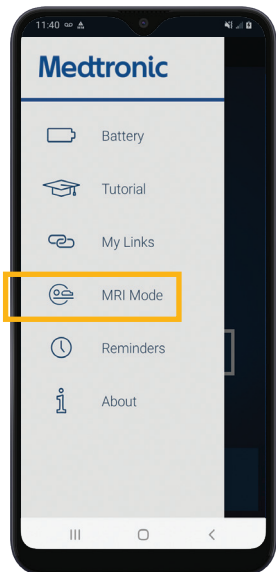 11:40
Medtronic
Battery
Tutorial
My Links
MRI Mode
Reminders
About